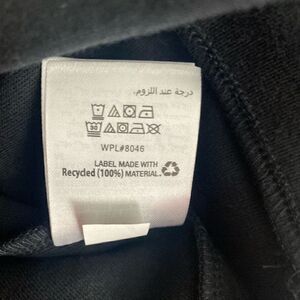 درجة عند اللزوم.
WPL#8046
LABEL MADE WITH
Recycled (100%) MATERIAL.